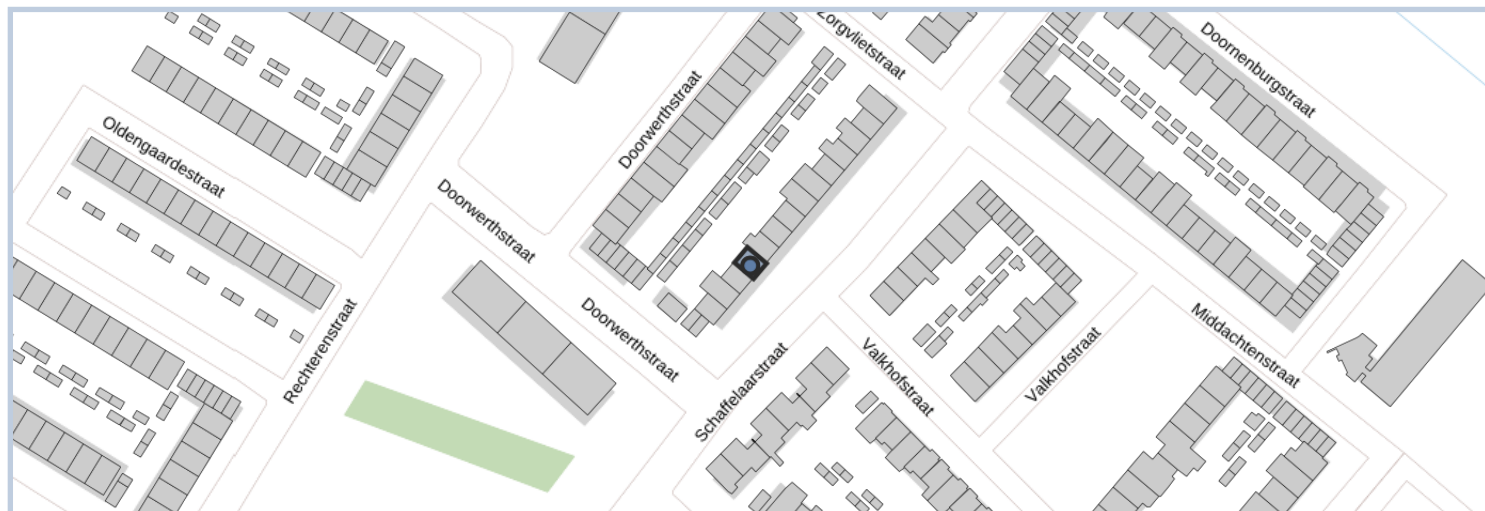 Zorgvlietstraat
Doornenburgstraat
Doorwerthstraat
Oldengaardestraat
Doorwerthstraat
Rechterenstraat
Doorwerthstraat
Schaffelaarstraat
Valkhofstraat
Valkhofstraat
Middachtenstraat